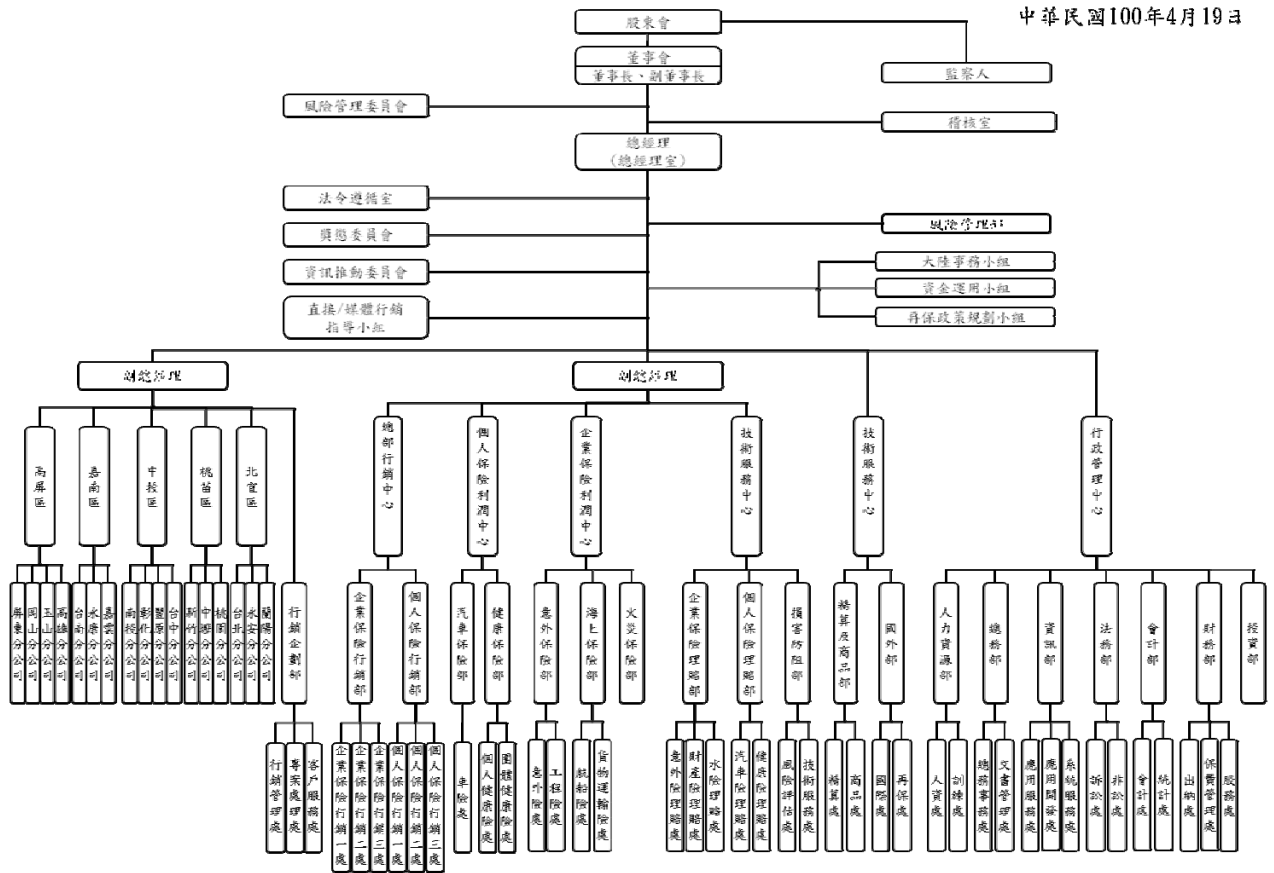 中華民國100年4月19日
股東會
董事會
董事長、副董事長
監察人
風險管理委員會
稽核室
總經理
(總經理室)
法令遵循室
風險管理部
獎懲委員會
大陸事務小組
資訊推動委員會
資金運用小組
直接/媒體行銷
指導小組
再保政策規劃小組
副總經理
副總經理
總部行銷中心
個人保險利潤中心
企業保險利潤中心
技術服務中心
技術服務中心
行政管理中心
高屏區
嘉南區
中投區
桃苗區
北宜區
屏東分公司
岡山分公司
玉山分公司
高雄分公司
台南分公司
永康分公司
嘉雲分公司
南投分公司
彰化分公司
豐原分公司
台中分公司
新竹分公司
中壢分公司
桃園分公司
台北分公司
永安分公司
蘭陽分公司
行銷企劃部
企業保險行銷部
個人保險行銷部
汽車保險部
健康保險部
意外保險部
海上保險部
火災保險部
企業保險理賠部
個人保險理賠部
損害防阻部
精算及商品部
國外部
人力資源部
總務部
資訊部
法務部
會計部
財務部
投資部
行銷管理處
專案處理處
客戶服務處
企業保險行銷一處
企業保險行銷二處
企業保險行銷三處
個人保險行銷一處
個人保險行銷二處
個人保險行銷三處
車險處
個人健康險處
團體健康險處
意外險處
工程險處
航船險處
貨物運輸險處
意外險理賠處
財產險理賠處
水險理賠處
汽車險理賠處
健康險理賠處
風險評估處
技術服務處
精算處
商品處
國際處
再保處
人資處
訓練處
總務事務處
文書管理處
應用服務處
應用開發處
系統服務處
訴訟處
非訟處
會計處
統計處
出納處
保費管理處
股務處